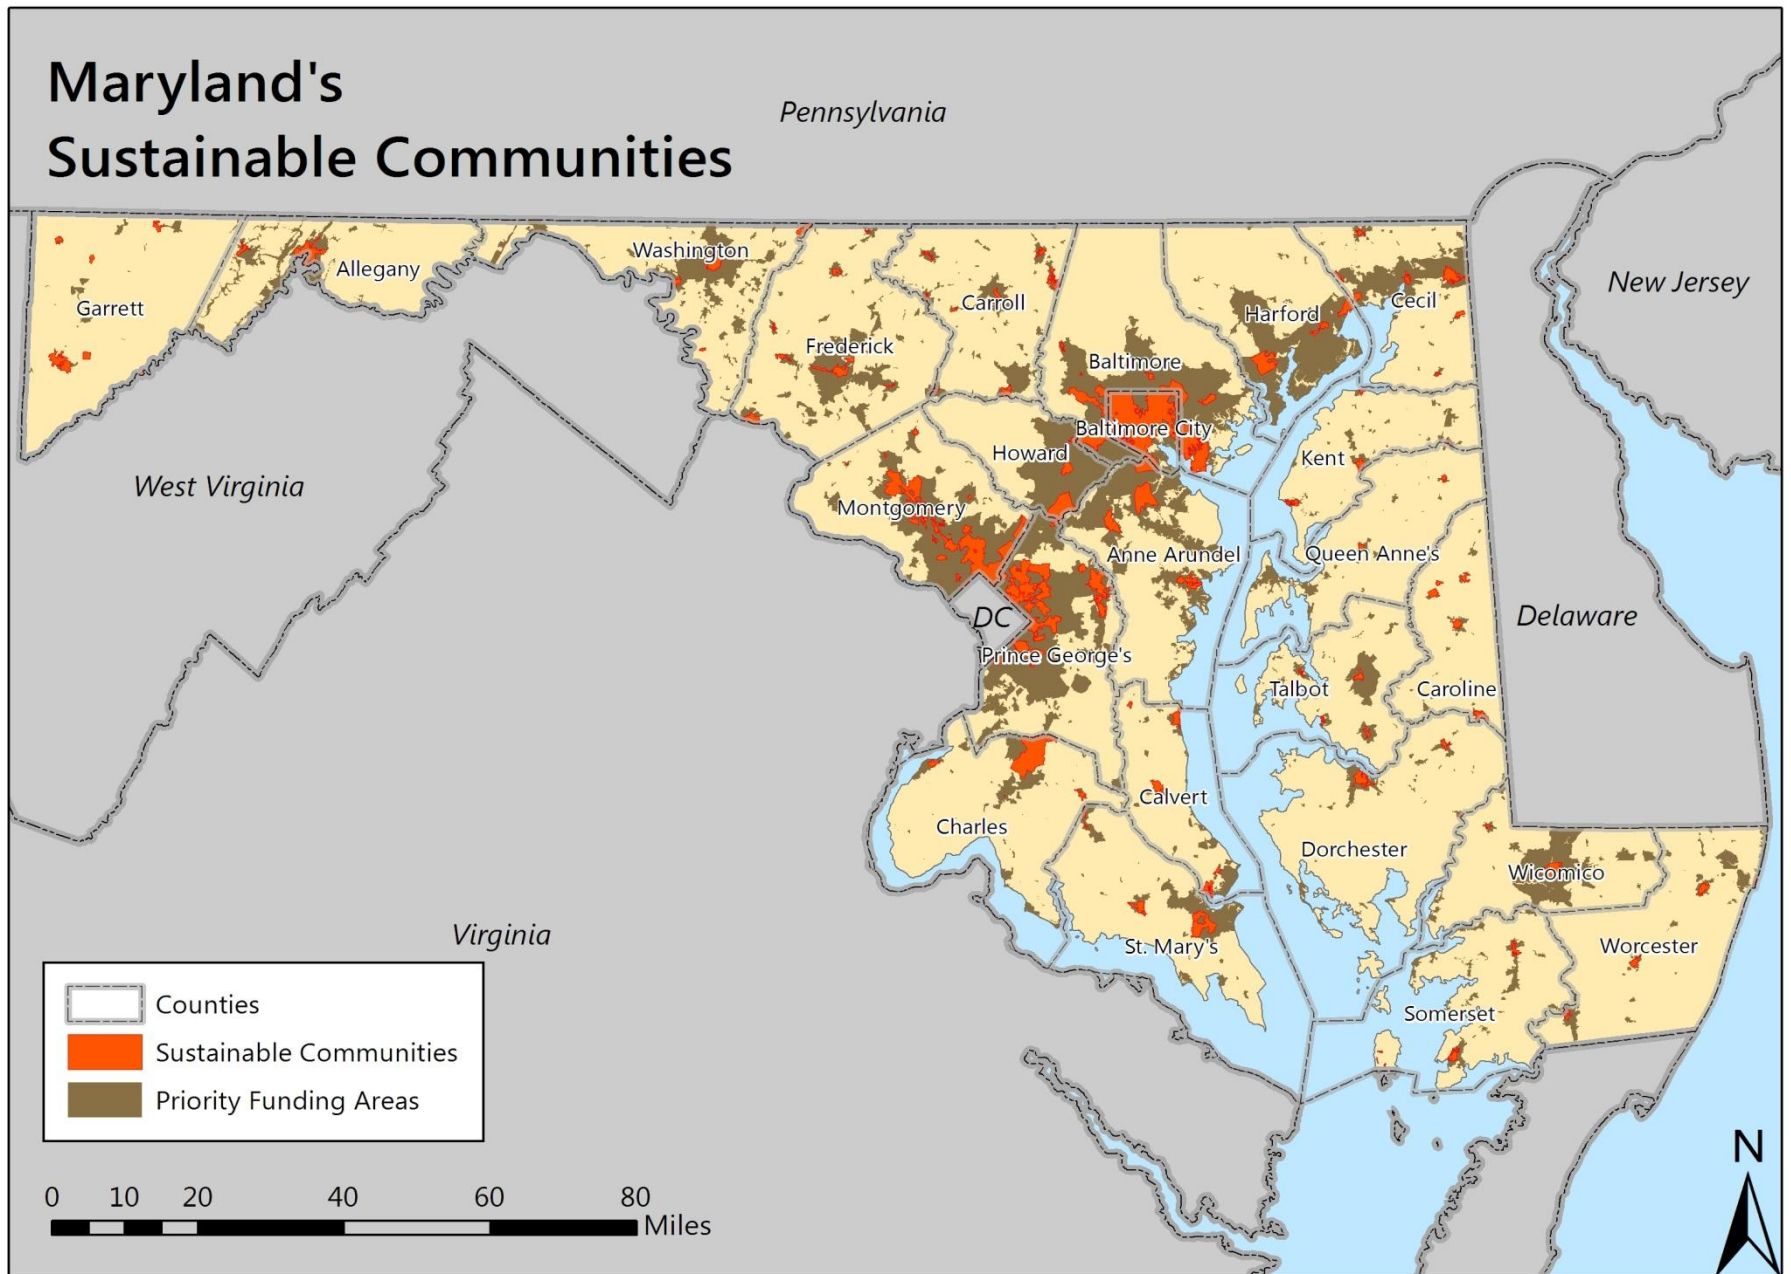 Maryland's
Sustainable Communities
Pennsylvania
New Jersey
Washington
Allegany
Garrett
Carroll
Harford
Cecil
Frederick
Baltimore
Baltimore City
Howard
Kent
West Virginia
Montgomery
Anne Arundel
Queen Anne's
DC
Delaware
Prince George's
Talbot
Caroline
Calvert
Charles
Dorchester
Wicomico
Virginia
St. Mary's
Worcester
Somerset
Counties
Sustainable Communities
Priority Funding Areas
N
0 10 20 40 60 80
Miles